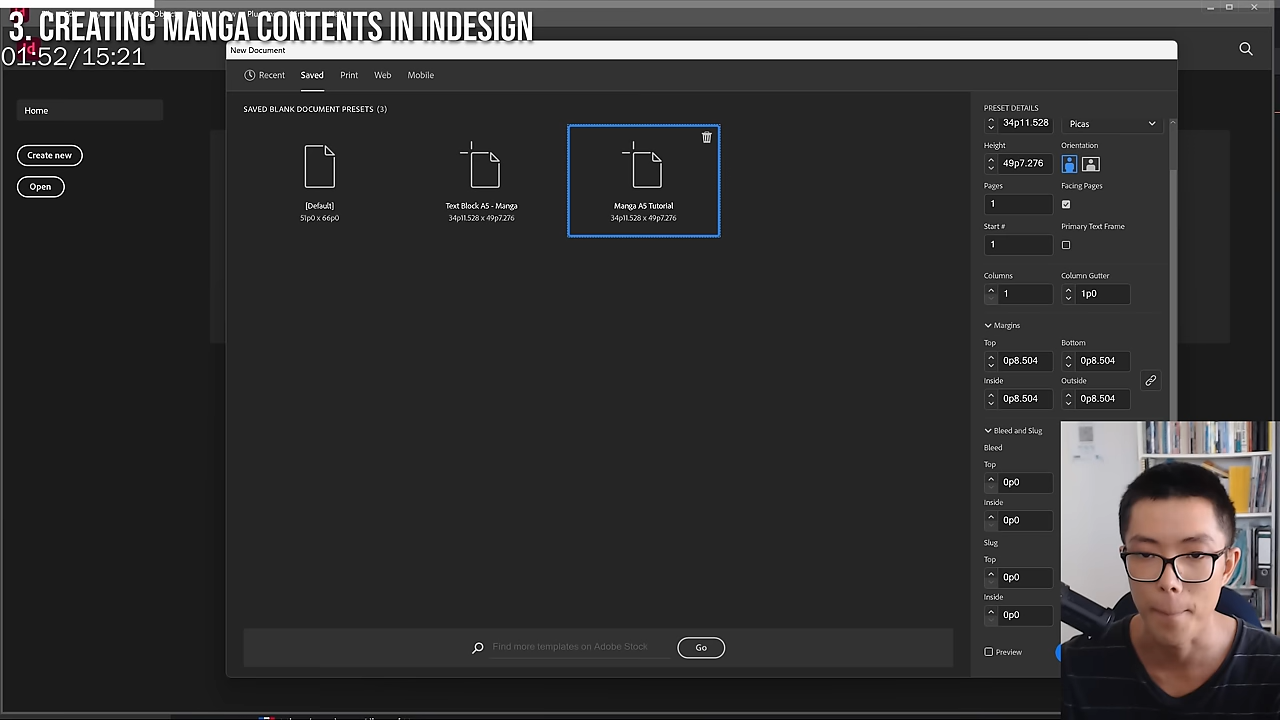 3. CREATING MANGA CONTENTS IN INDESIGN
01:52/15:21
New Document
Home
Create new
Open
Recent Saved Print Web Mobile
SAVED BLANK DOCUMENT PRESETS (3)
[Default]
51p0 x 66p0
Text Block A5 - Manga
34p11.528 x 49p7.276
Manga A5 Tutorial
34p11.528 x 49p7.276
Find more templates on Adobe Stock
Go
PRESET DETAILS
34p11.528 Picas
Height Orientation
49p7.276
Pages Facing Pages
1
Start # Primary Text Frame
1
Columns Column Gutter
1 1p0
Margins
Top Bottom
0p8.504 0p8.504
Inside Outside
0p8.504 0p8.504
Bleed and Slug
Bleed
Top
0p0
Inside
0p0
Slug
Top
0p0
Inside
0p0
Preview